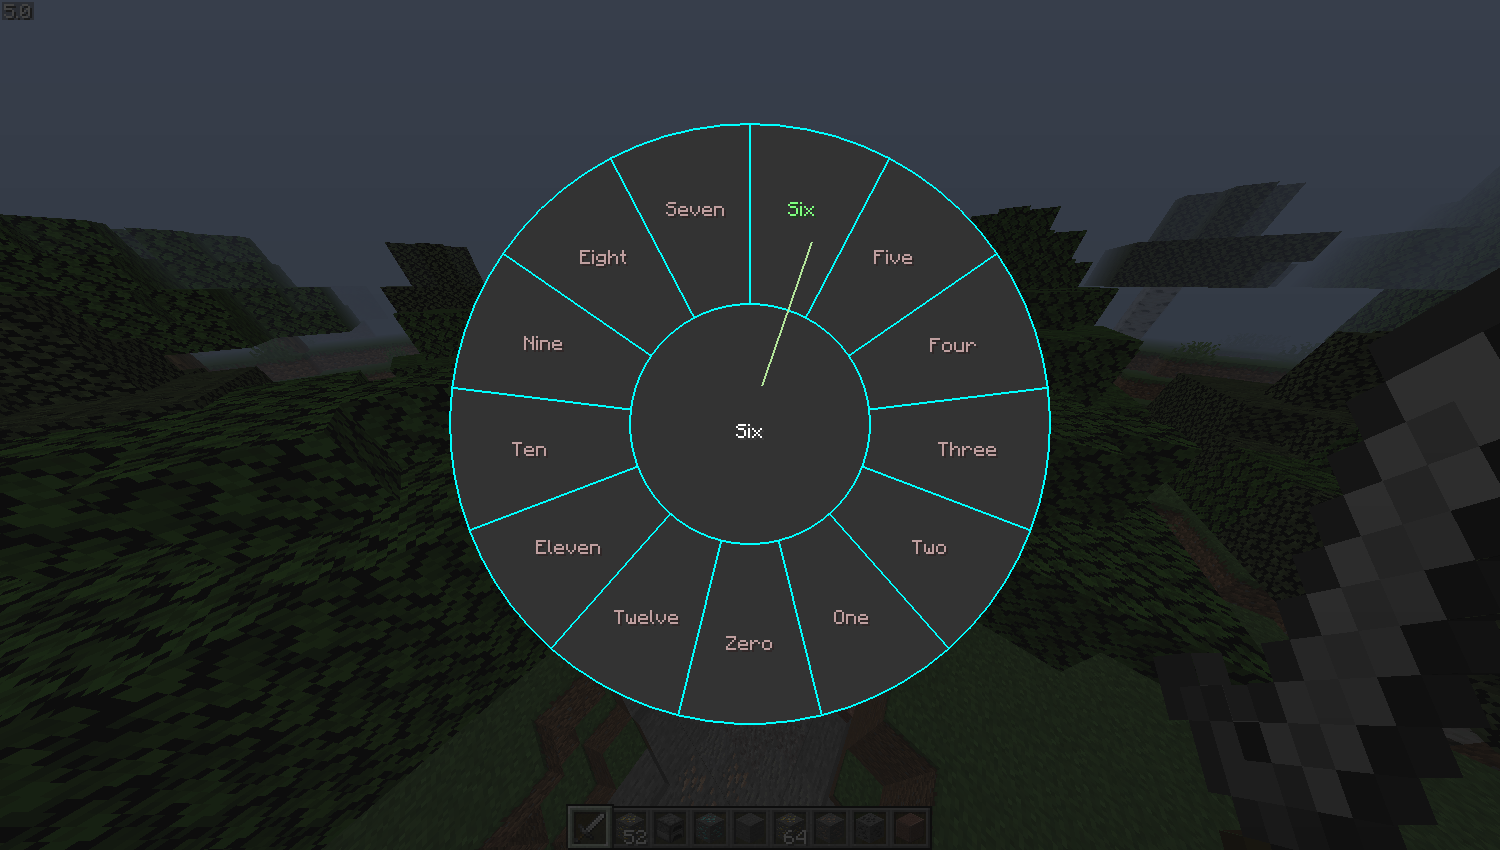 5.0
Seven
Six
Eight
Five
Nine
Four
Six
Ten
Three
Eleven
Two
Twelve
One
Zero
52
64